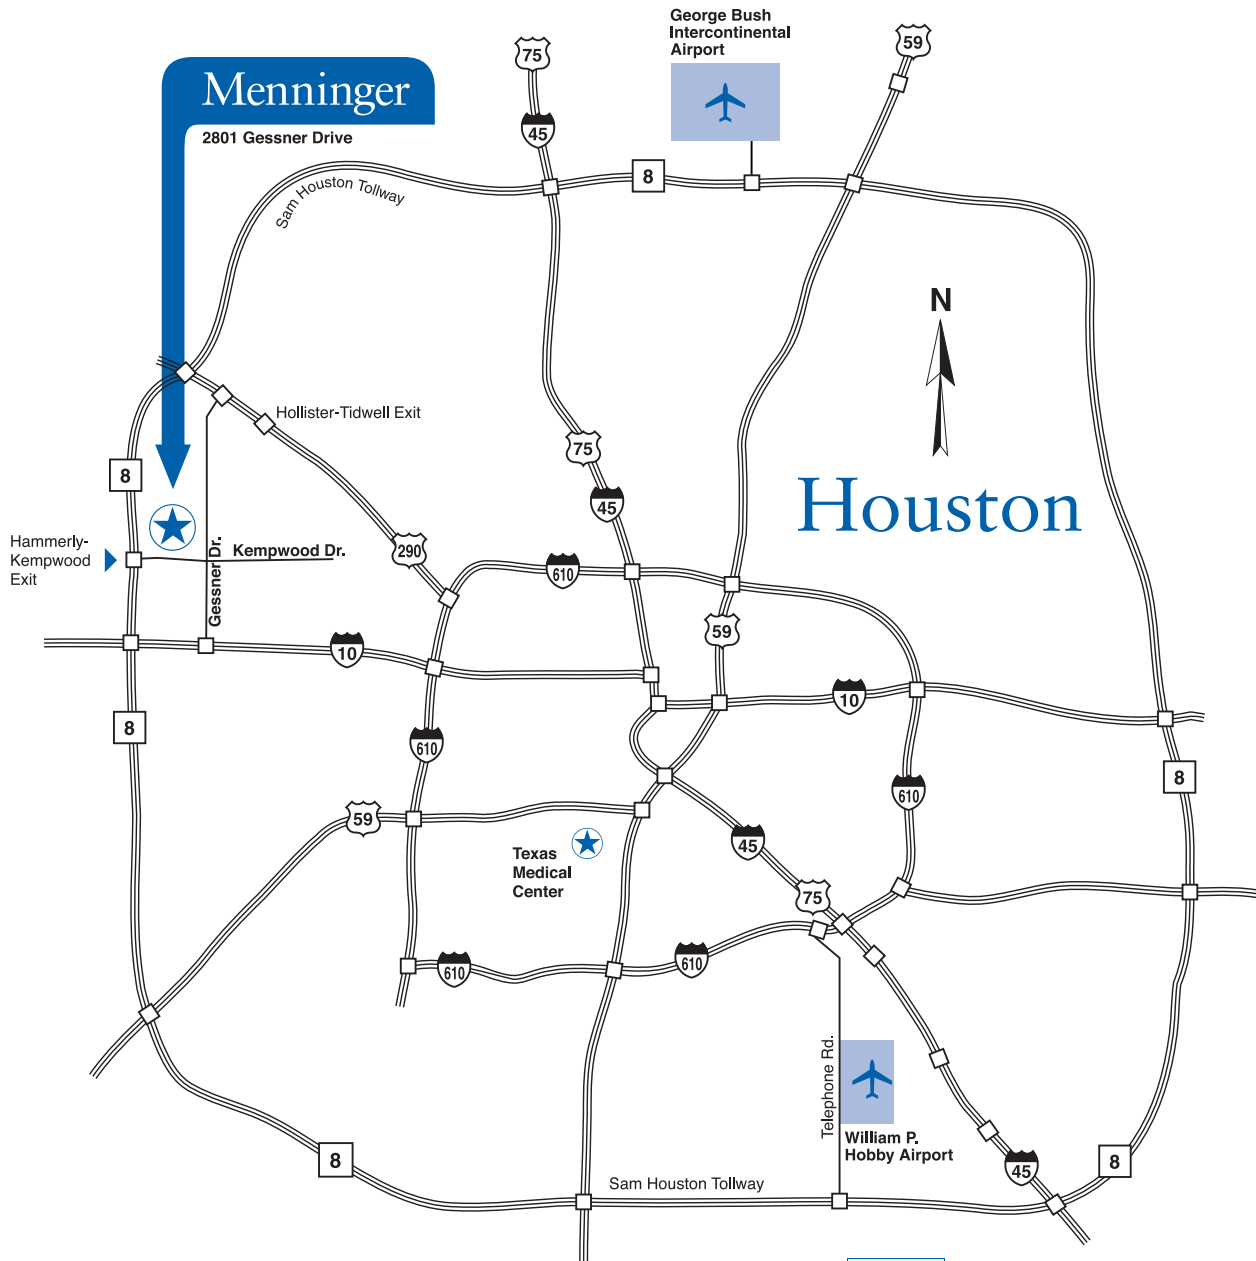 George Bush
Intercontinental
Airport
75
59
Menninger
2801 Gessner Drive
45
8
Sam Houston Tollway
N
Hollister-Tidwell Exit
75
8
45
Houston
Hammerly-
Kempwood
Exit
Gessner Dr.
Kempwood Dr.
290
610
59
10
10
8
610
8
610
59
45
Texas
Medical
Center
75
610
610
Telephone Rd.
William P.
Hobby Airport
8
8
45
Sam Houston Tollway